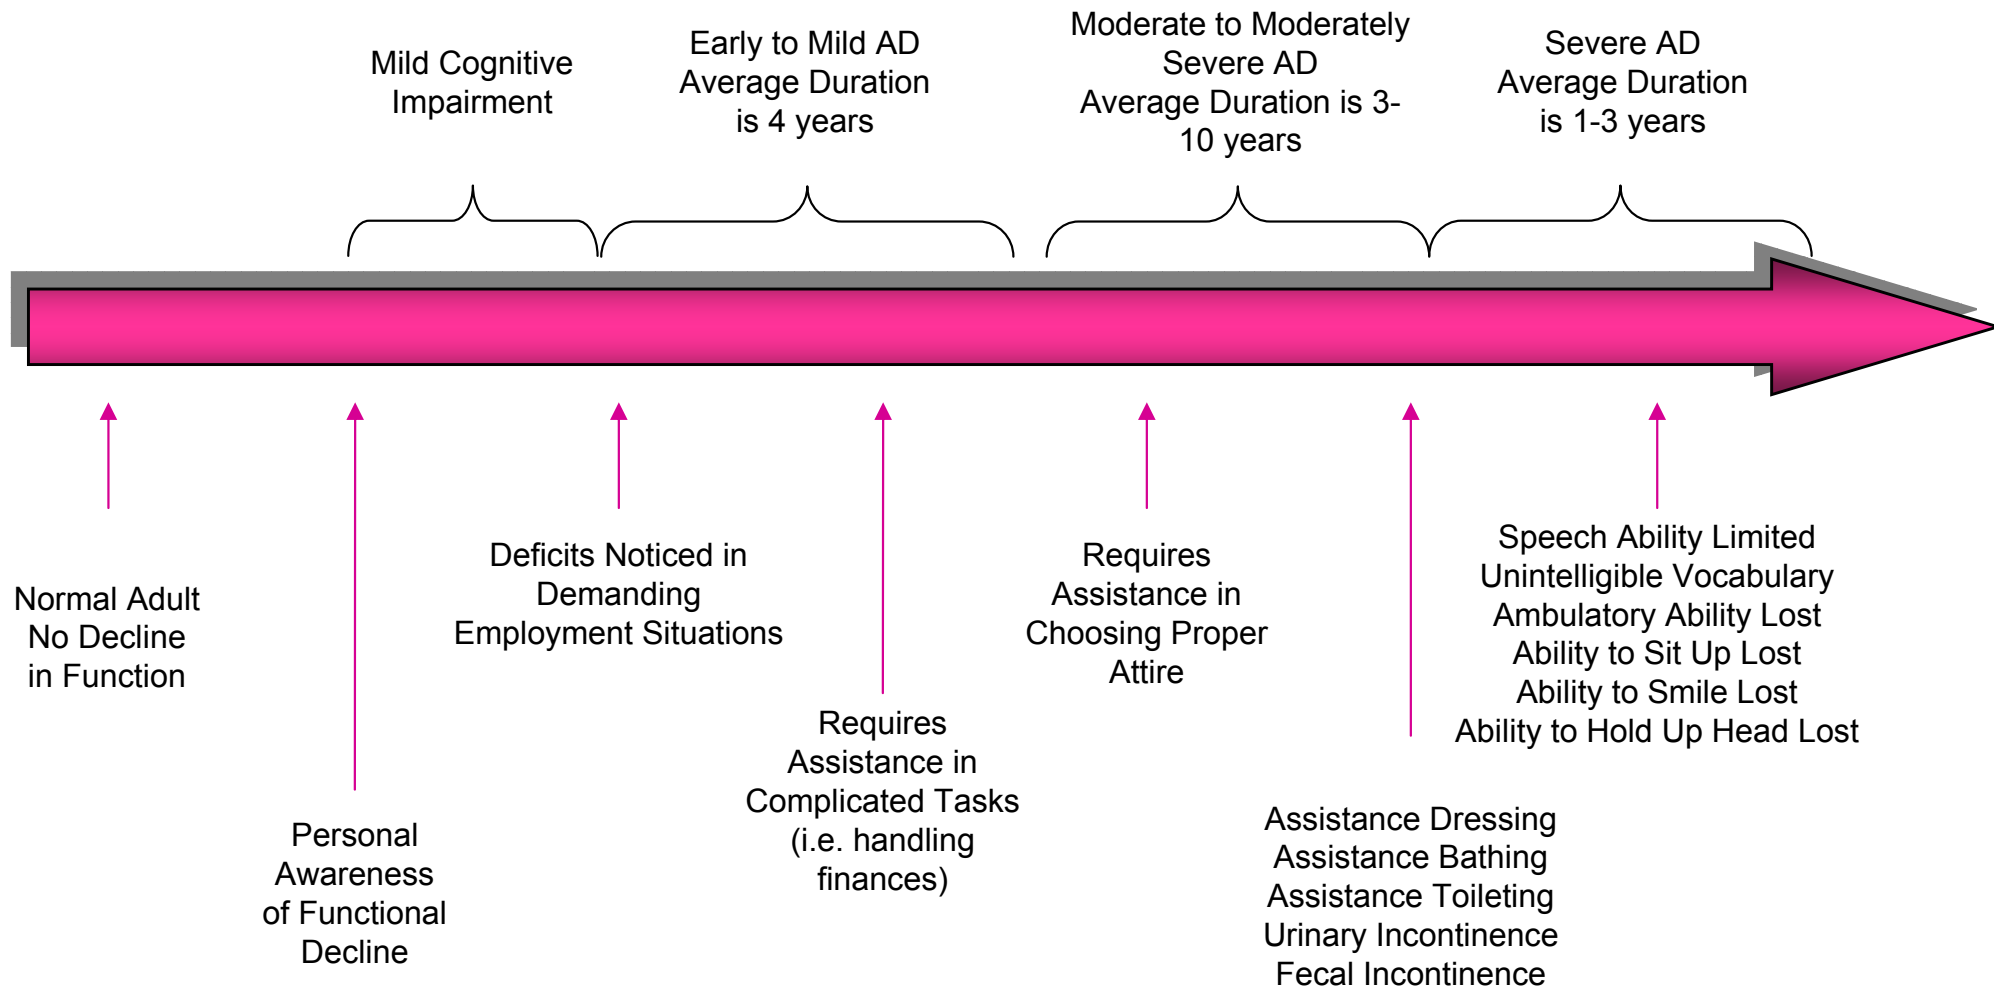 Mild Cognitive
Impairment
Early to Mild AD
Average Duration
is 4 years
Moderate to Moderately
Severe AD
Average Duration is 3-
10 years
Severe AD
Average Duration
is 1-3 years
Normal Adult
No Decline
in Function
Personal
Awareness
of Functional
Decline
Deficits Noticed in
Demanding
Employment Situations
Requires
Assistance in
Complicated Tasks
(i.e. handling
finances)
Requires
Assistance in
Choosing Proper
Attire
Assistance Dressing
Assistance Bathing
Assistance Toileting
Urinary Incontinence
Fecal Incontinence
Speech Ability Limited
Unintelligible Vocabulary
Ambulatory Ability Lost
Ability to Sit Up Lost
Ability to Smile Lost
Ability to Hold Up Head Lost